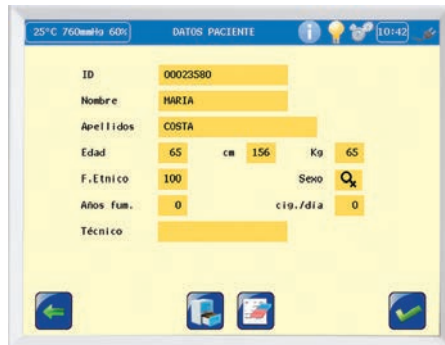 25°C 760mmHg 60% DATOS PACIENTE 10:42
ID 00023580
Nombre MARIA
Apellidos COSTA
Edad 65 cm 156 Kg 65
F.Etnico 100 Sexo
Años fum. 0 cig./dia 0
Técnico